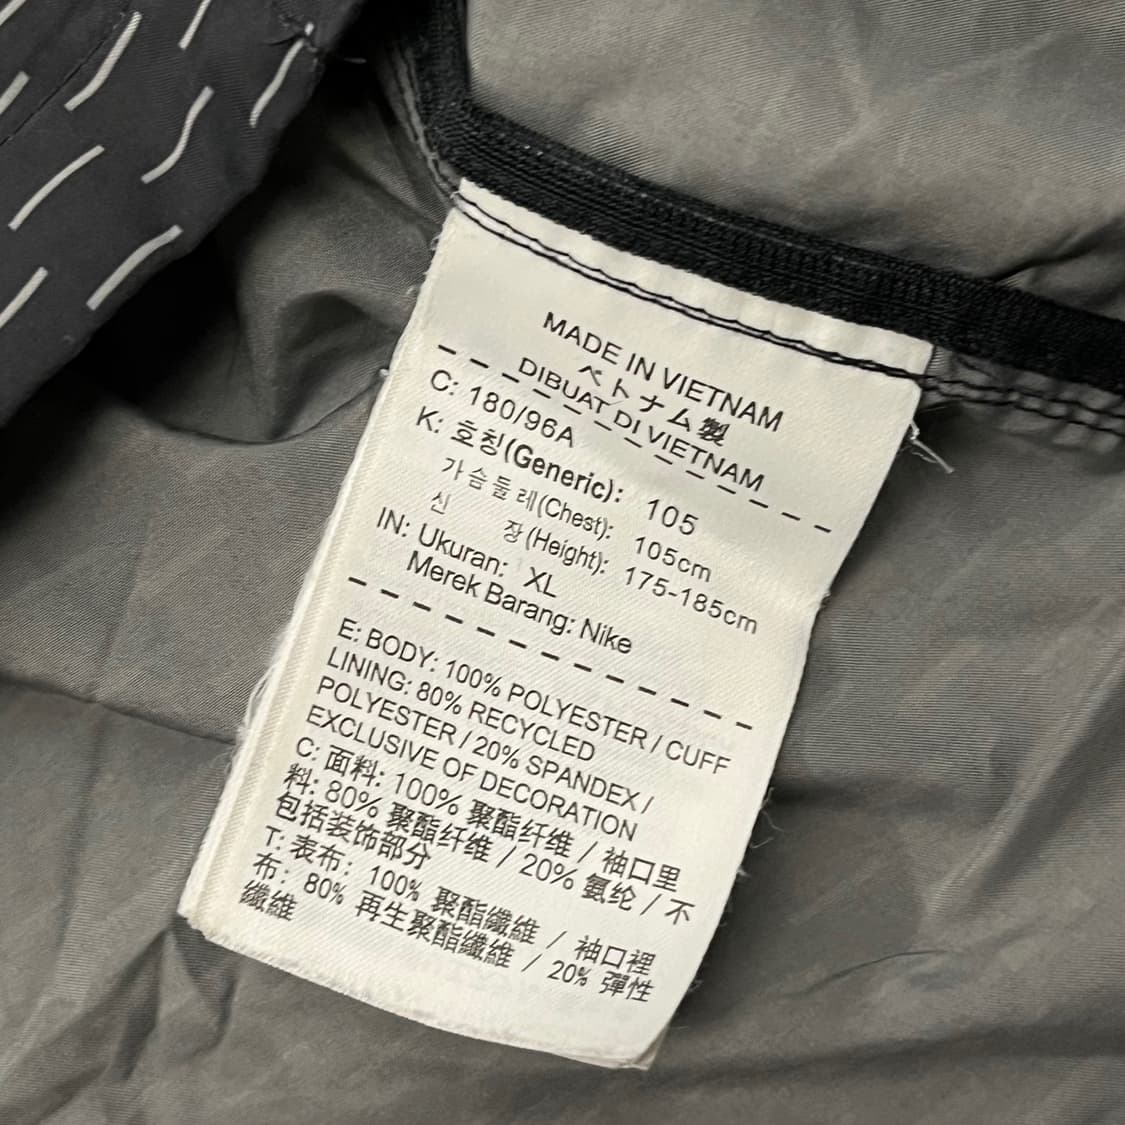 MADE IN VIETNAM
ベトナム製
DIBUAT DI VIETNAM
C: 180/96A
K: 호칭(Generic): 105
가슴둘레(Chest): 105cm
신 장(Height): 175-185cm
IN: Ukuran: XL
Merek Barang: Nike
E: BODY: 100% POLYESTER / CUFF
LINING: 80% RECYCLED
POLYESTER / 20% SPANDEX /
EXCLUSIVE OF DECORATION
C: 面料: 100% 聚酯纤维 / 袖口里
料: 80% 聚酯纤维 / 20% 氨纶 / 不
包括装饰部分
T: 表布: 100% 聚酯纖維 / 袖口裡
布: 80% 再生聚酯纖維 / 20% 彈性
纖維